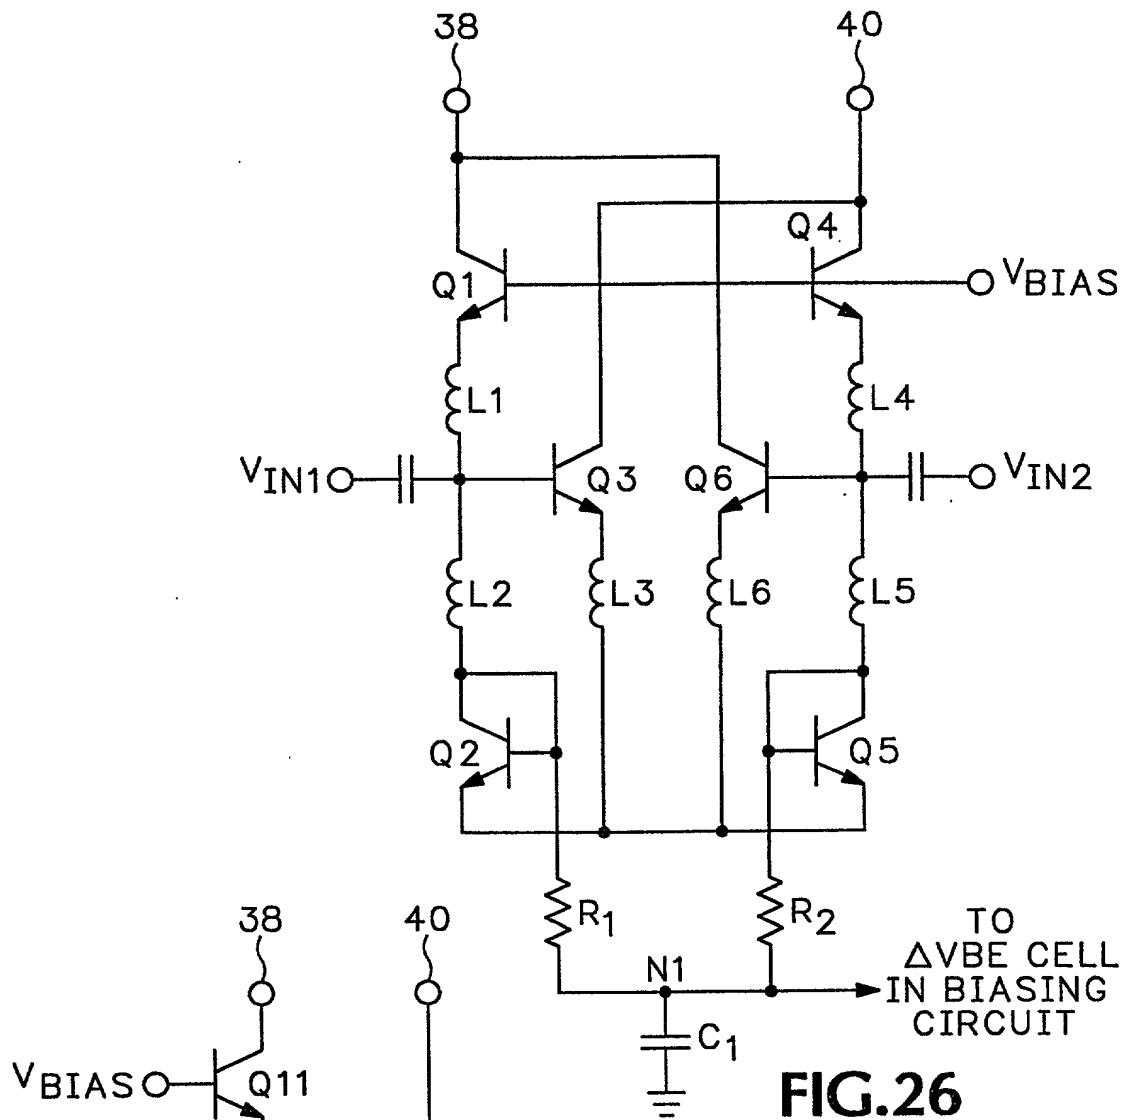 38 40
Q4
Q1 VBIAS
L1 L4
VIN1 Q3 Q6 VIN2
L2 L3 L6 L5
Q2 Q5
R1 R2
38 40 TO
ΔVBE CELL
N1 IN BIASING
CIRCUIT
C1
VBIAS Q11 FIG.26